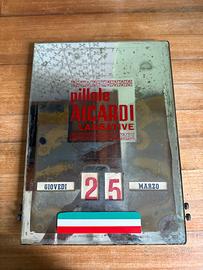 pillole
AICARDI
LASSATIVE
GIOVEDI 25 MARZO